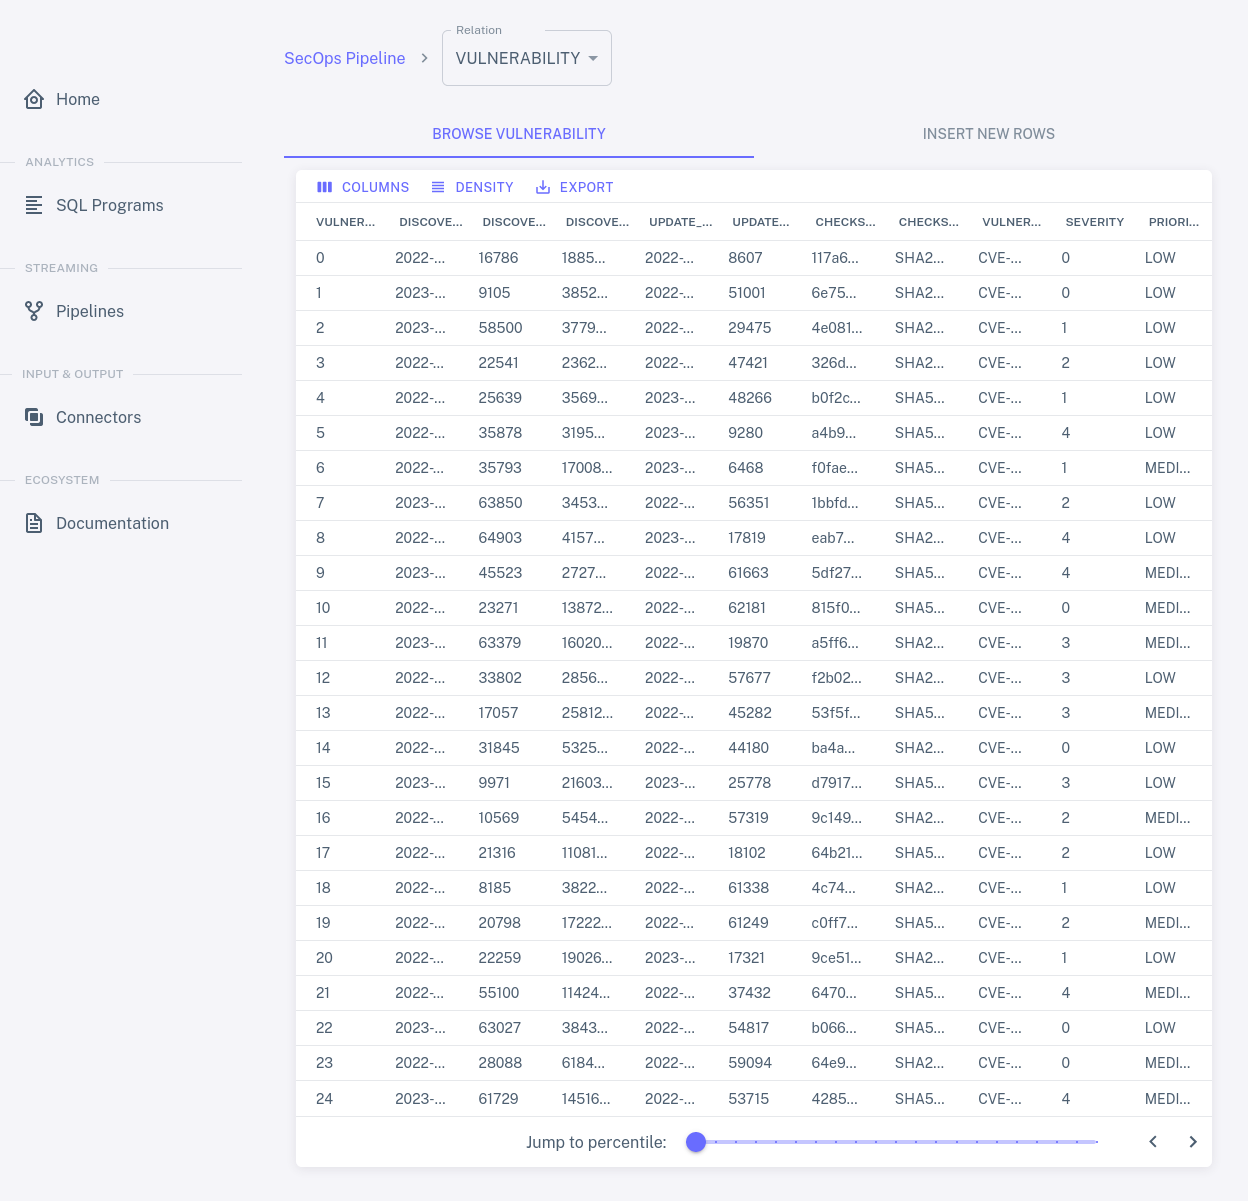 Relation
SecOps Pipeline > VULNERABILITY
Home
BROWSE VULNERABILITY INSERT NEW ROWS
ANALYTICS
COLUMNS DENSITY EXPORT
SQL Programs
VULNER... DISCOVE... DISCOVE... DISCOVE... UPDATE_... UPDATE... CHECKS... CHECKS... VULNER... SEVERITY PRIORI...
0 2022-... 16786 1885... 2022-... 8607 117a6... SHA2... CVE-... 0 LOW
STREAMING
1 2023-... 9105 3852... 2022-... 51001 6e75... SHA2... CVE-... 0 LOW
Pipelines
2 2023-... 58500 3779... 2022-... 29475 4e081... SHA2... CVE-... 1 LOW
3 2022-... 22541 2362... 2022-... 47421 326d... SHA2... CVE-... 2 LOW
INPUT & OUTPUT
4 2022-... 25639 3569... 2023-... 48266 b0f2c... SHA5... CVE-... 1 LOW
Connectors
5 2022-... 35878 3195... 2023-... 9280 a4b9... SHA5... CVE-... 4 LOW
6 2022-... 35793 17008... 2023-... 6468 f0fae... SHA5... CVE-... 1 MEDI...
ECOSYSTEM
7 2023-... 63850 3453... 2022-... 56351 1bbfd... SHA5... CVE-... 2 LOW
Documentation
8 2022-... 64903 4157... 2023-... 17819 eab7... SHA2... CVE-... 4 LOW
9 2023-... 45523 2727... 2022-... 61663 5df27... SHA5... CVE-... 4 MEDI...
10 2022-... 23271 13872... 2022-... 62181 815f0... SHA5... CVE-... 0 MEDI...
11 2023-... 63379 16020... 2022-... 19870 a5ff6... SHA2... CVE-... 3 MEDI...
12 2022-... 33802 2856... 2022-... 57677 f2b02... SHA2... CVE-... 3 LOW
13 2022-... 17057 25812... 2022-... 45282 53f5f... SHA5... CVE-... 3 MEDI...
14 2022-... 31845 5325... 2022-... 44180 ba4a... SHA2... CVE-... 0 LOW
15 2023-... 9971 21603... 2023-... 25778 d7917... SHA5... CVE-... 3 LOW
16 2022-... 10569 5454... 2022-... 57319 9c149... SHA2... CVE-... 2 MEDI...
17 2022-... 21316 11081... 2022-... 18102 64b21... SHA5... CVE-... 2 LOW
18 2022-... 8185 3822... 2022-... 61338 4c74... SHA2... CVE-... 1 LOW
19 2022-... 20798 17222... 2022-... 61249 c0ff7... SHA5... CVE-... 2 MEDI...
20 2022-... 22259 19026... 2023-... 17321 9ce51... SHA2... CVE-... 1 LOW
21 2022-... 55100 11424... 2022-... 37432 6470... SHA5... CVE-... 4 MEDI...
22 2023-... 63027 3843... 2022-... 54817 b066... SHA5... CVE-... 0 LOW
23 2022-... 28088 6184... 2022-... 59094 64e9... SHA2... CVE-... 0 MEDI...
24 2023-... 61729 14516... 2022-... 53715 4285... SHA5... CVE-... 4 MEDI...
Jump to percentile: